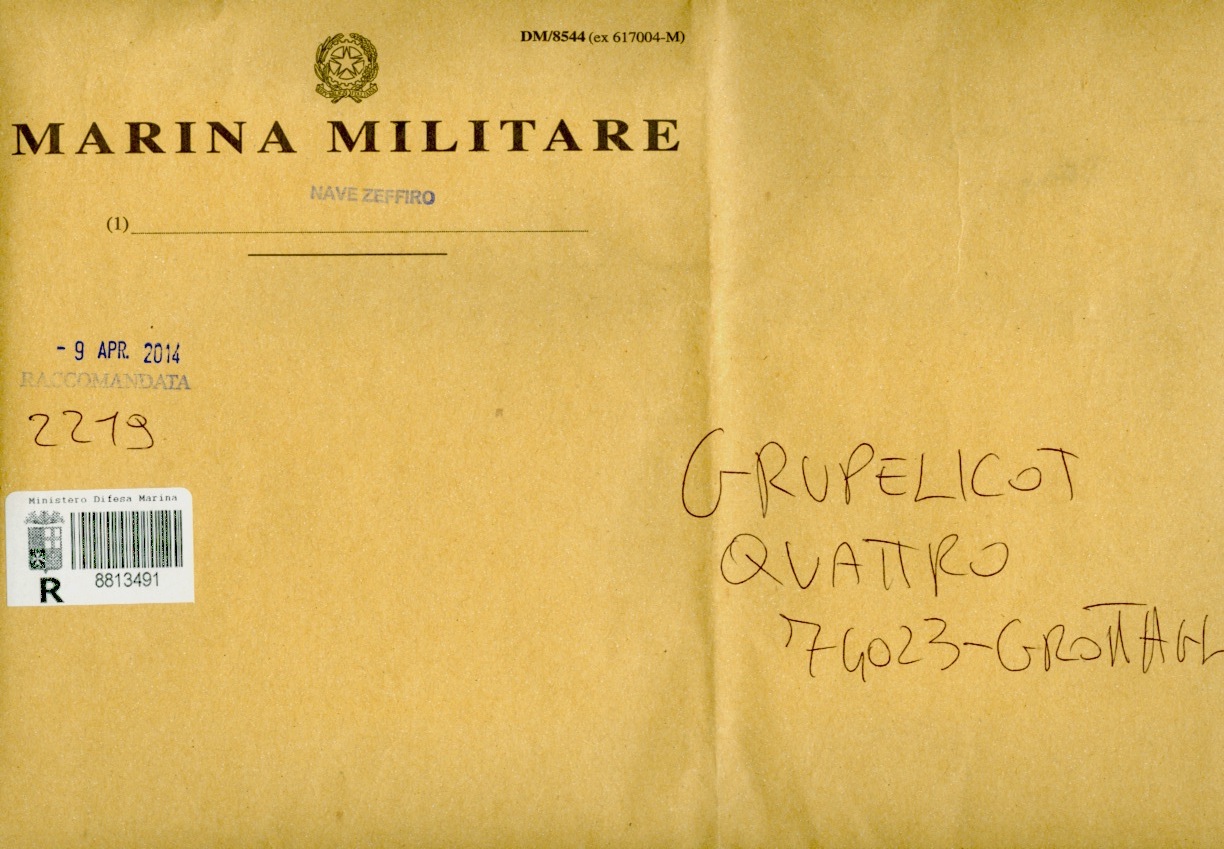 DM/8544 (ex 617004-M)
MARINA MILITARE
NAVE ZEFFIRO
(1)
- 9 APR. 2014
RACCOMANDATA
2219
Ministero Difesa Marina
R 8813491
GRUPELICOT
QUATTRO
74023-GROTTAGL